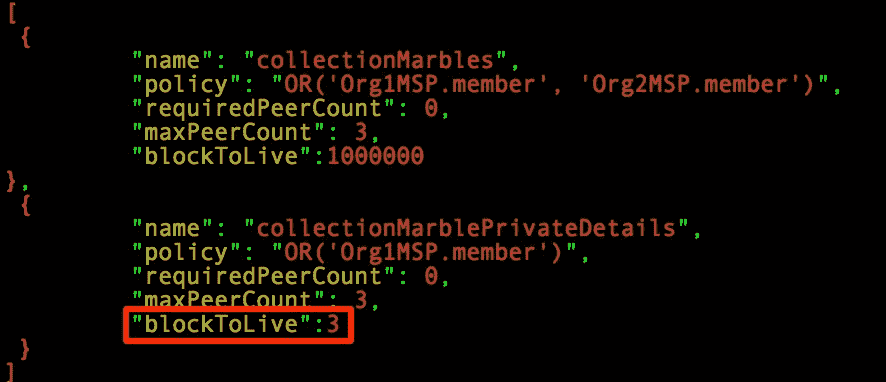 [
{
"name": "collectionMarbles",
"policy": "OR('Org1MSP.member', 'Org2MSP.member')",
"requiredPeerCount": 0,
"maxPeerCount": 3,
"blockToLive":1000000
},
{
"name": "collectionMarblePrivateDetails",
"policy": "OR('Org1MSP.member')",
"requiredPeerCount": 0,
"maxPeerCount": 3,
"blockToLive":3
}
]